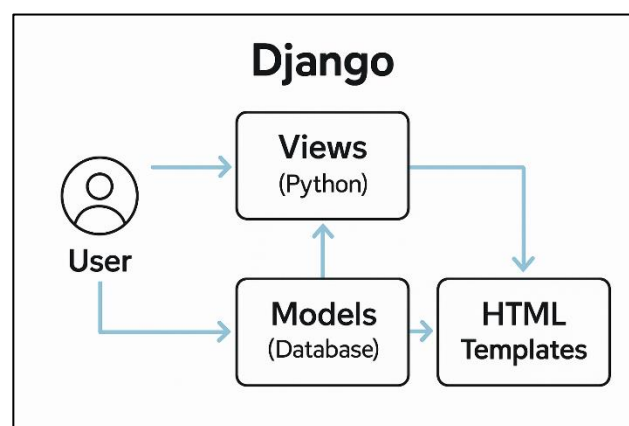 Django
Views
(Python)
User
Models
(Database)
HTML
Templates